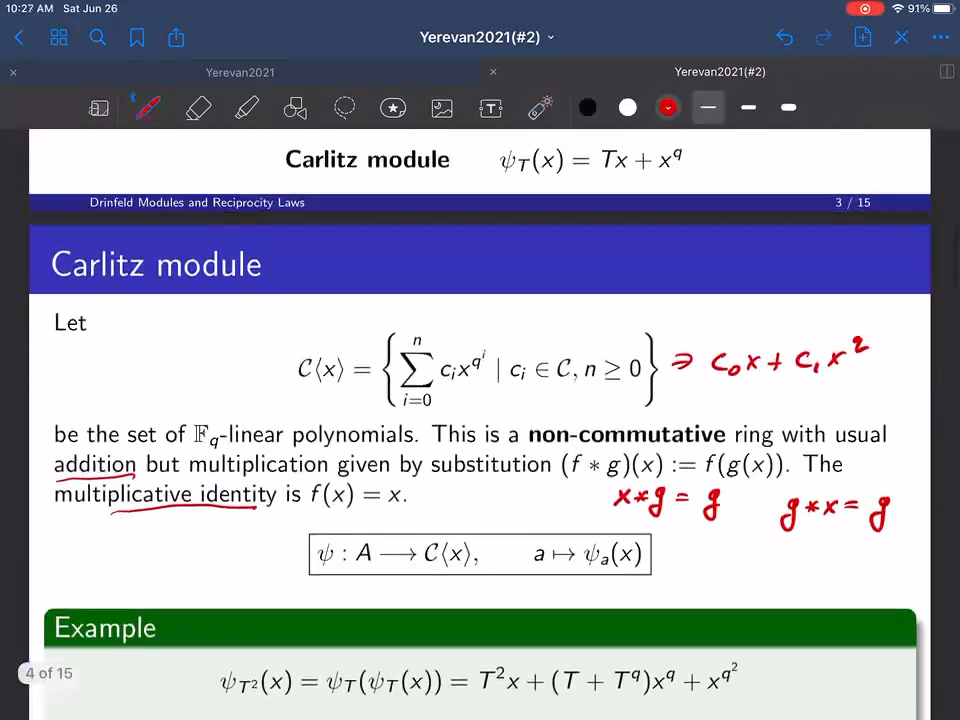 10:27 AM Sat Jun 26 91%
Yerevan2021(#2)
Yerevan2021 Yerevan2021(#2)
Carlitz module ψ_T(x) = Tx + x^q
Drinfeld Modules and Reciprocity Laws 3 / 15
Carlitz module
Let
𝒞⟨x⟩ = { ∑_{i=0}^{n} c_i x^{q^i} | c_i ∈ 𝒞, n ≥ 0 } ⇒ c_0 x + c_1 x^2
be the set of 𝔽_q-linear polynomials. This is a non-commutative ring with usual
addition but multiplication given by substitution (f ∗ g)(x) := f(g(x)). The
multiplicative identity is f(x) = x.
x * g = g g * x = g
ψ : A ⟶ 𝒞⟨x⟩, a ↦ ψ_a(x)
Example
4 of 15
ψ_{T^2}(x) = ψ_T(ψ_T(x)) = T^2 x + (T + T^q)x^q + x^{q^2}